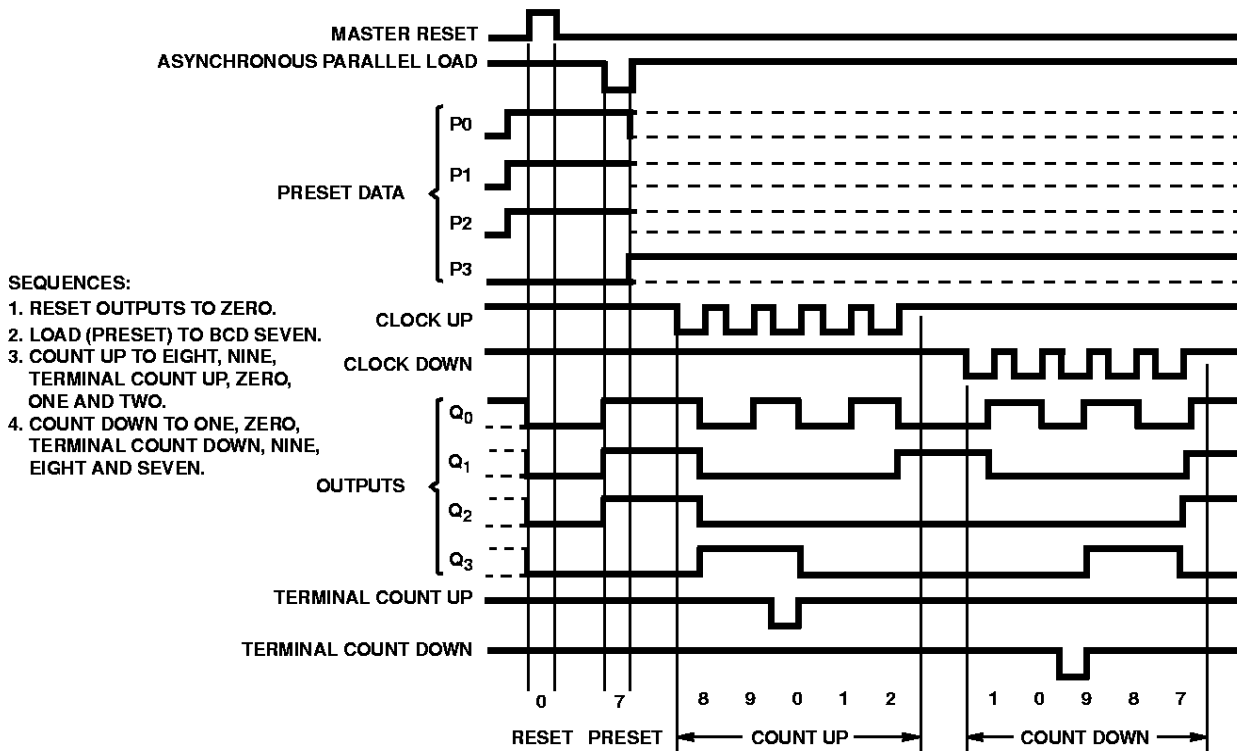 MASTER RESET
ASYNCHRONOUS PARALLEL LOAD
P0
P1
PRESET DATA
P2
P3
SEQUENCES:
1. RESET OUTPUTS TO ZERO.
2. LOAD (PRESET) TO BCD SEVEN.
3. COUNT UP TO EIGHT, NINE,
TERMINAL COUNT UP, ZERO,
ONE AND TWO.
4. COUNT DOWN TO ONE, ZERO,
TERMINAL COUNT DOWN, NINE,
EIGHT AND SEVEN.
CLOCK UP
CLOCK DOWN
Q0
Q1
OUTPUTS
Q2
Q3
TERMINAL COUNT UP
TERMINAL COUNT DOWN
0 7 8 9 0 1 2 1 0 9 8 7
RESET PRESET COUNT UP COUNT DOWN